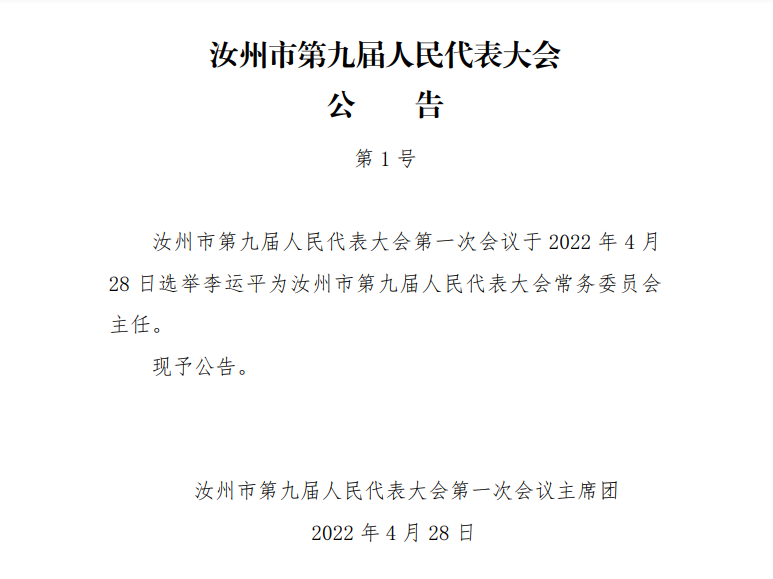 汝州市第九届人民代表大会
公 告
第 1 号
汝州市第九届人民代表大会第一次会议于 2022 年 4 月
28 日选举李运平为汝州市第九届人民代表大会常务委员会
主任。
现予公告。
汝州市第九届人民代表大会第一次会议主席团
2022 年 4 月 28 日